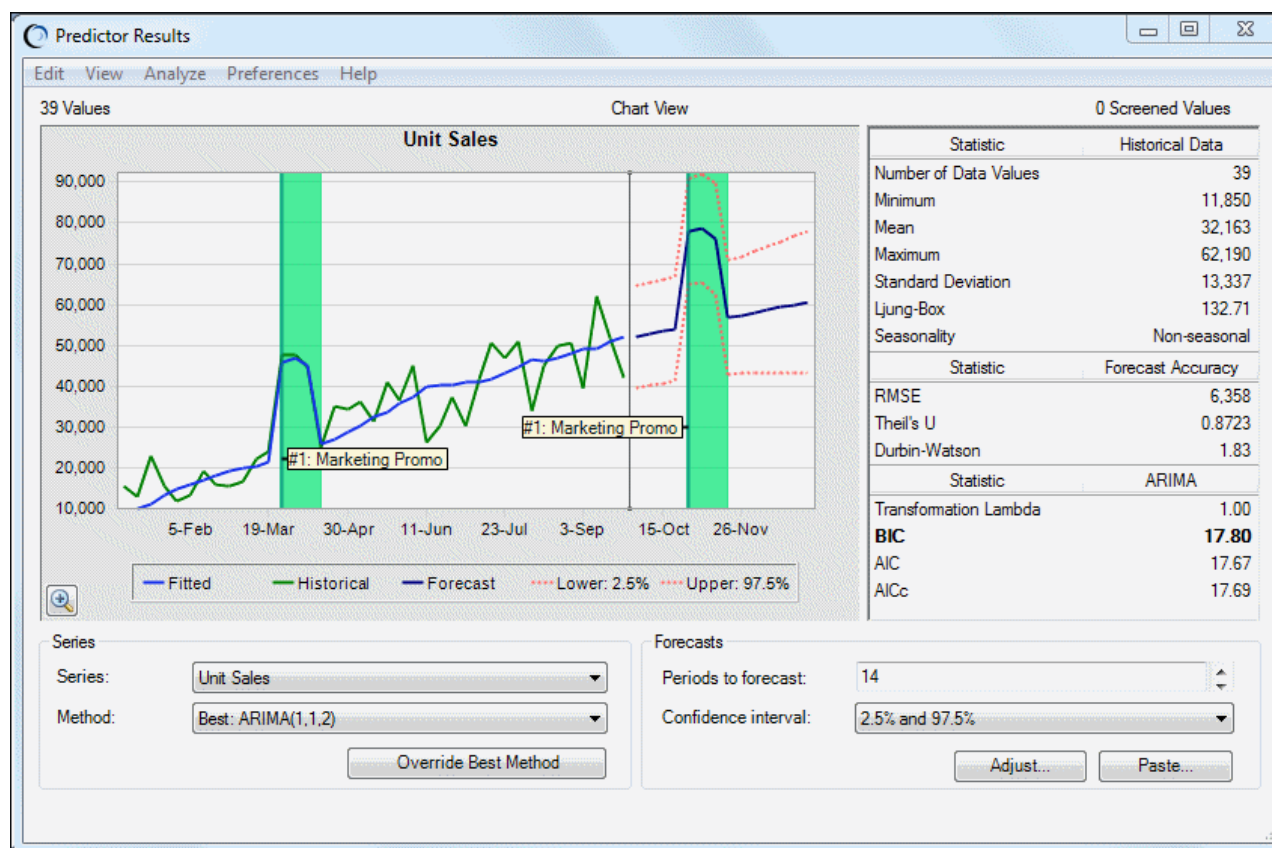 Predictor Results
Edit View Analyze Preferences Help
39 Values
Chart View
0 Screened Values
Unit Sales
90,000
80,000
70,000
60,000
50,000
40,000
30,000
20,000
10,000
#1: Marketing Promo
#1: Marketing Promo
5-Feb 19-Mar 30-Apr 11-Jun 23-Jul 3-Sep 15-Oct 26-Nov
Fitted Historical Forecast Lower: 2.5% Upper: 97.5%
Statistic Historical Data
Number of Data Values 39
Minimum 11,850
Mean 32,163
Maximum 62,190
Standard Deviation 13,337
Ljung-Box 132.71
Seasonality Non-seasonal
Statistic Forecast Accuracy
RMSE 6,358
Theil's U 0.8723
Durbin-Watson 1.83
Statistic ARIMA
Transformation Lambda 1.00
BIC 17.80
AIC 17.67
AICc 17.69
Series
Series: Unit Sales
Method: Best: ARIMA(1,1,2)
Override Best Method
Forecasts
Periods to forecast: 14
Confidence interval: 2.5% and 97.5%
Adjust... Paste...